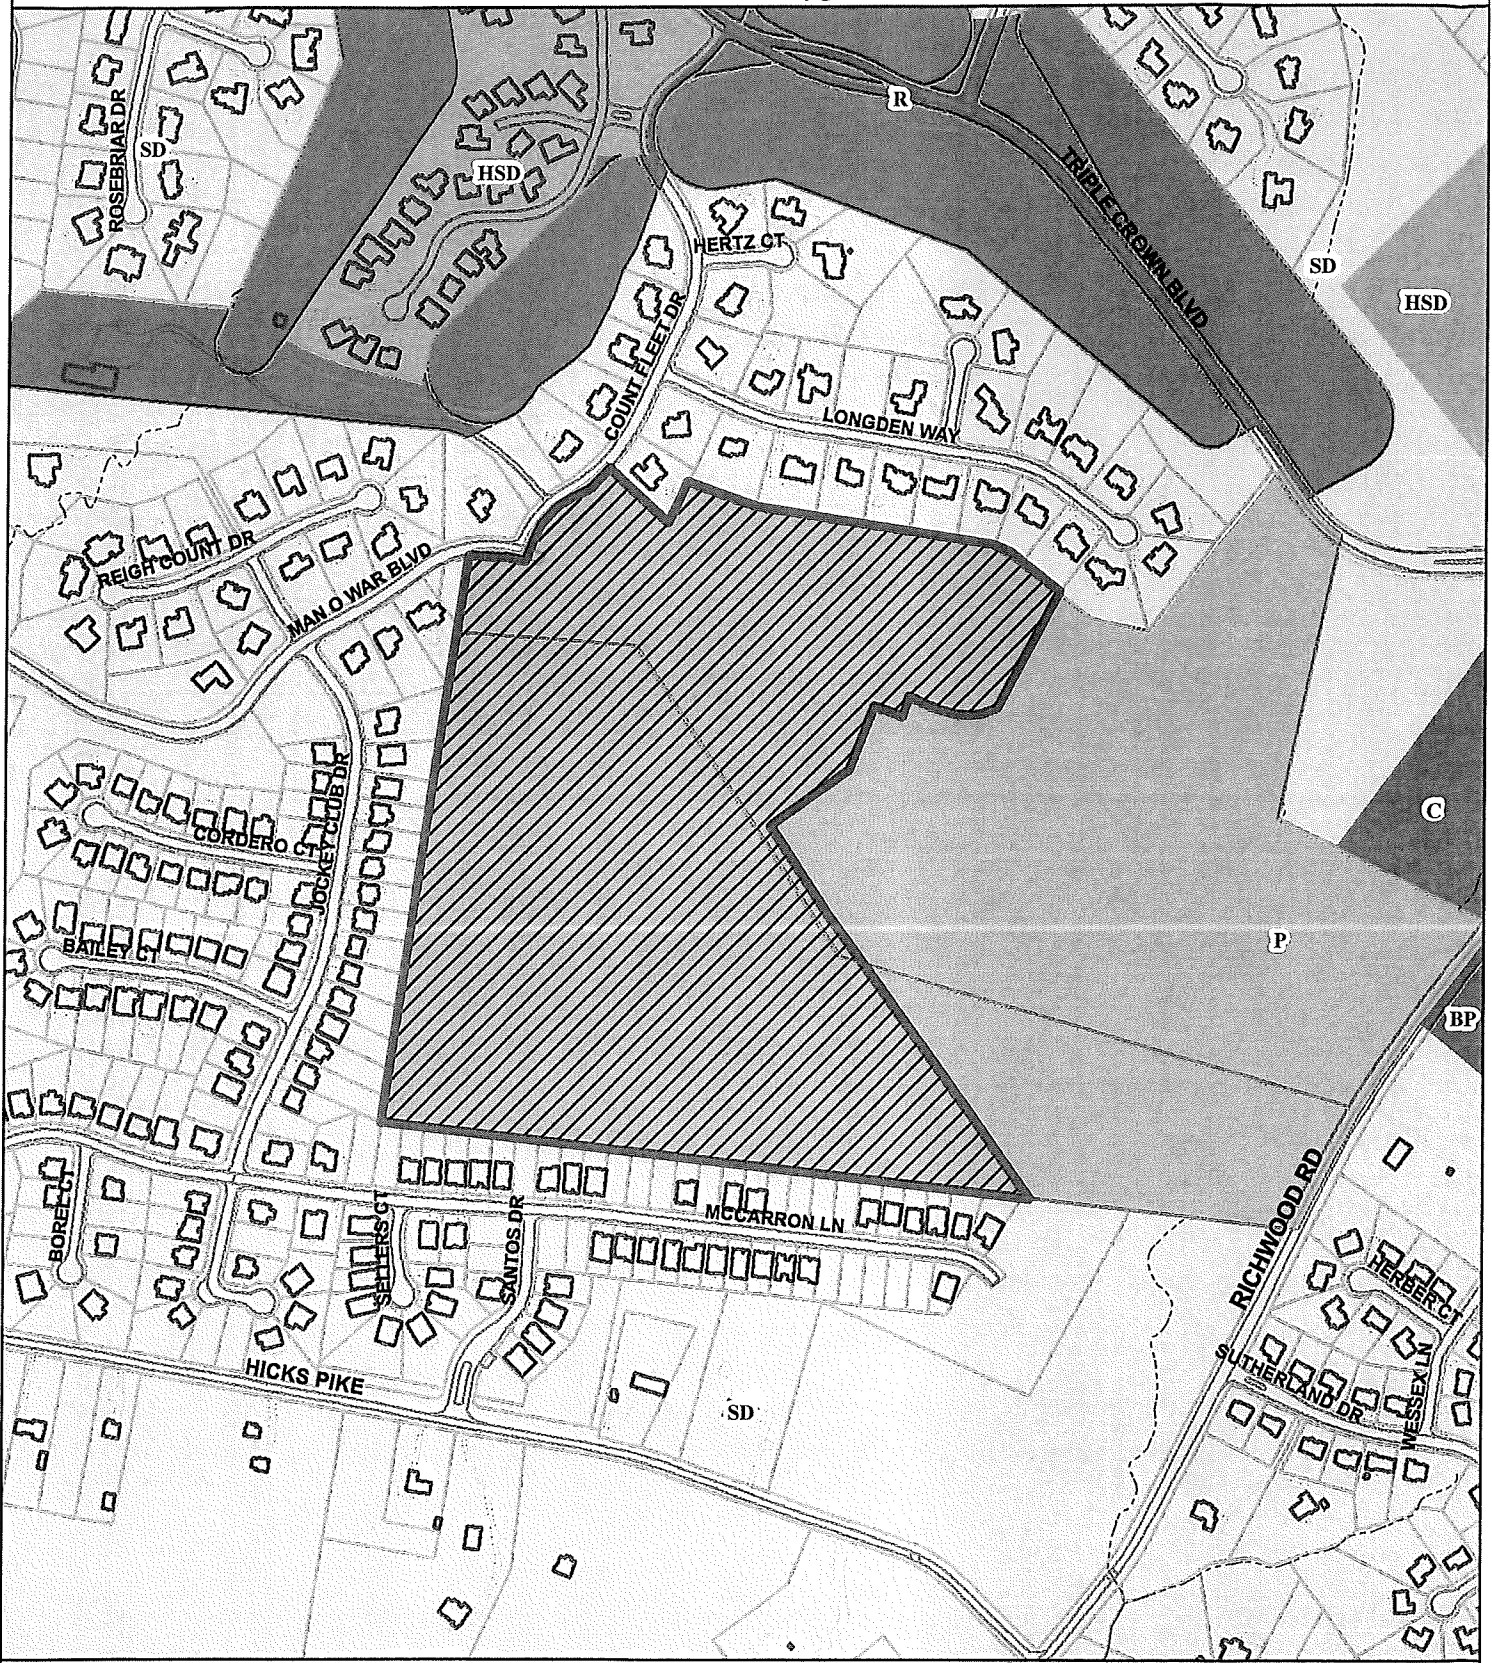 R
ROSEBRIAR DR
SD
HSD
TRIPLE CROWN BLVD
HERTZ CT
SD
HSD
COUNT FLEET DR
LONGDEN WAY
REIGH COUNT DR
MAN O WAR BLVD
JOCKEY CLUB DR
CORDERO CT
C
BAILEY CT
P
BP
BOREL CT
SELLERS CT
SANTOS DR
MCCARRON LN
RICHWOOD RD
HERBER CT
SUTHERLAND DR
WESSEX LN
HICKS PIKE
SD